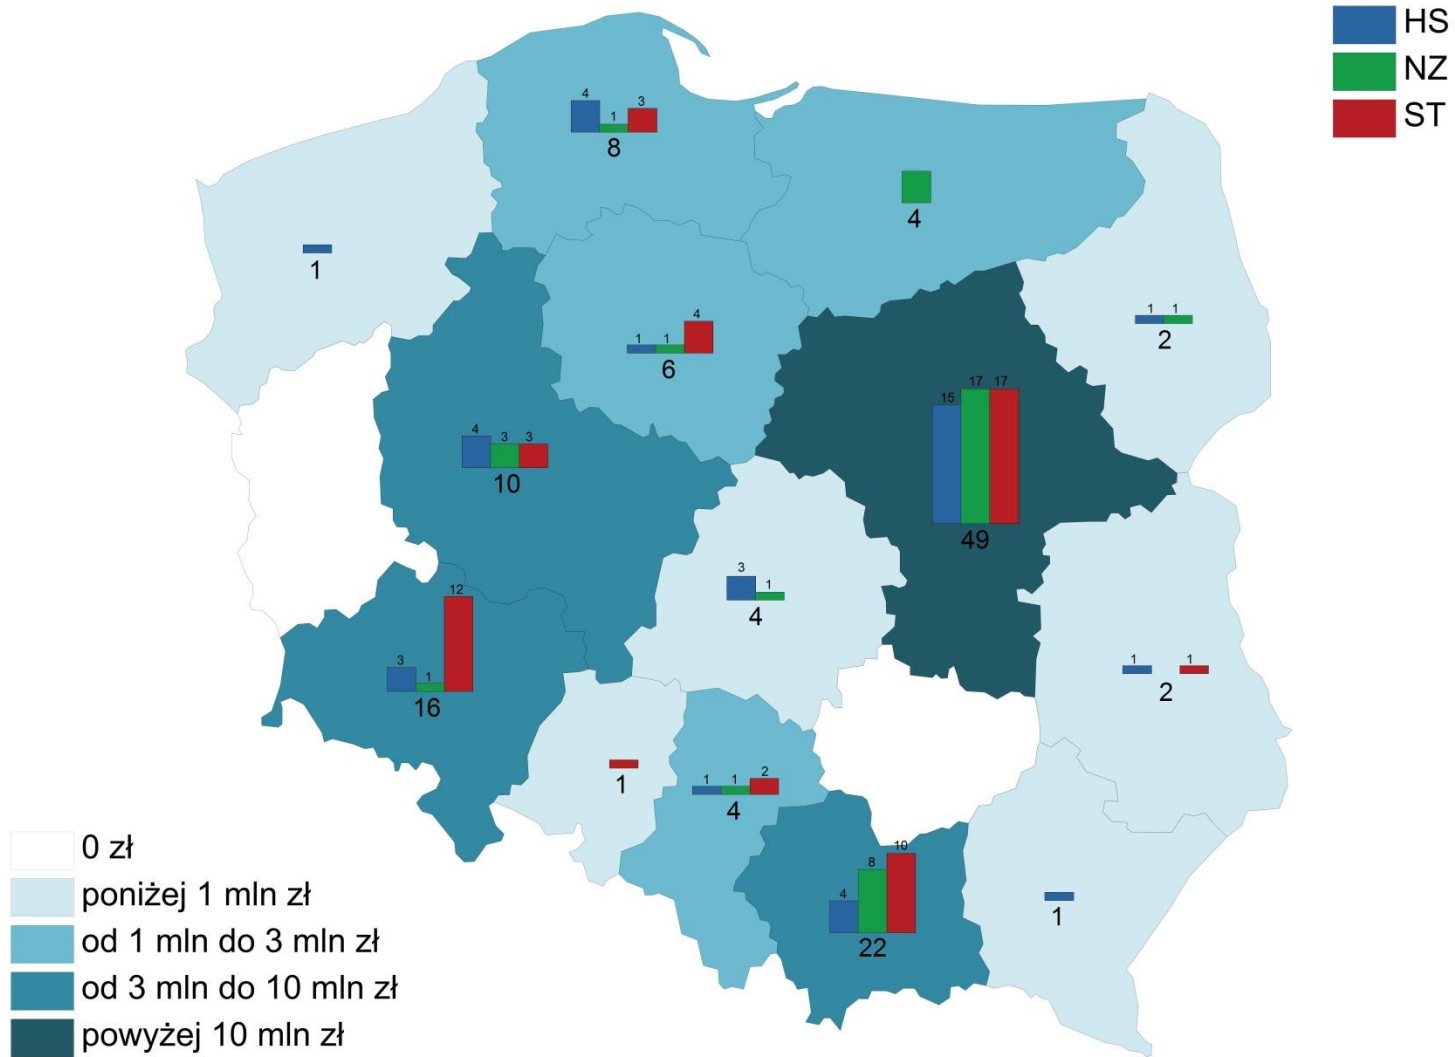 HS
NZ
ST
4 1 3
8
4
1
1 1
2
1 1 4
6
15 17 17
49
4 3 3
10
3 1
4
3 1 12
16
1 1
2
1
1 1 2
4
4 8 10
22
1
0 zł
poniżej 1 mln zł
od 1 mln do 3 mln zł
od 3 mln do 10 mln zł
powyżej 10 mln zł